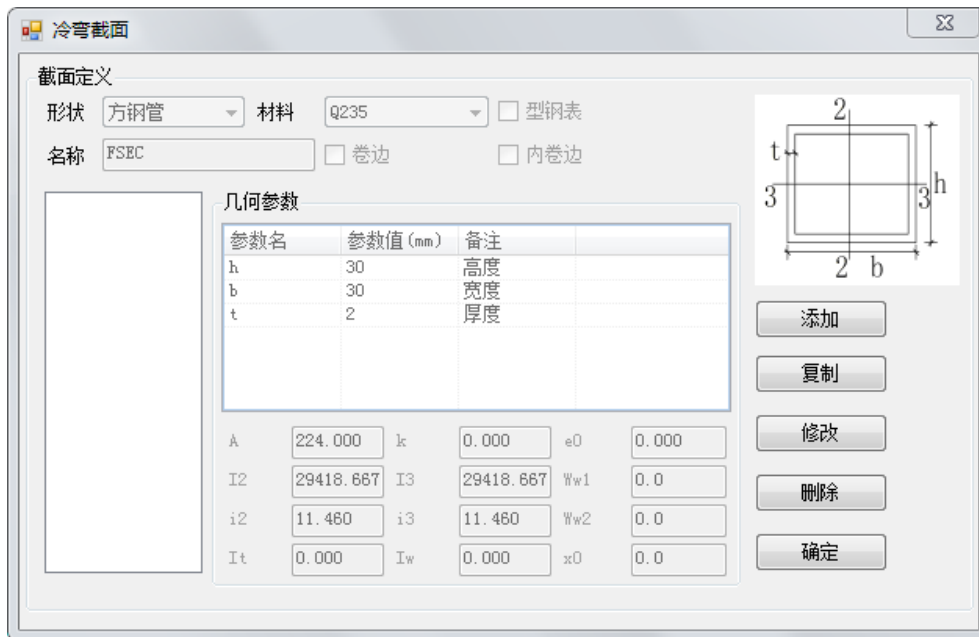 冷弯截面
截面定义
形状 方钢管 材料 Q235 型钢表
名称 FSEC 卷边 内卷边
几何参数
参数名 参数值(mm) 备注
h 30 高度
b 30 宽度
t 2 厚度
A 224.000 k 0.000 e0 0.000
I2 29418.667 I3 29418.667 Ww1 0.0
i2 11.460 i3 11.460 Ww2 0.0
It 0.000 Iw 0.000 x0 0.0
2
t
3 3 h
2 b
添加
复制
修改
删除
确定